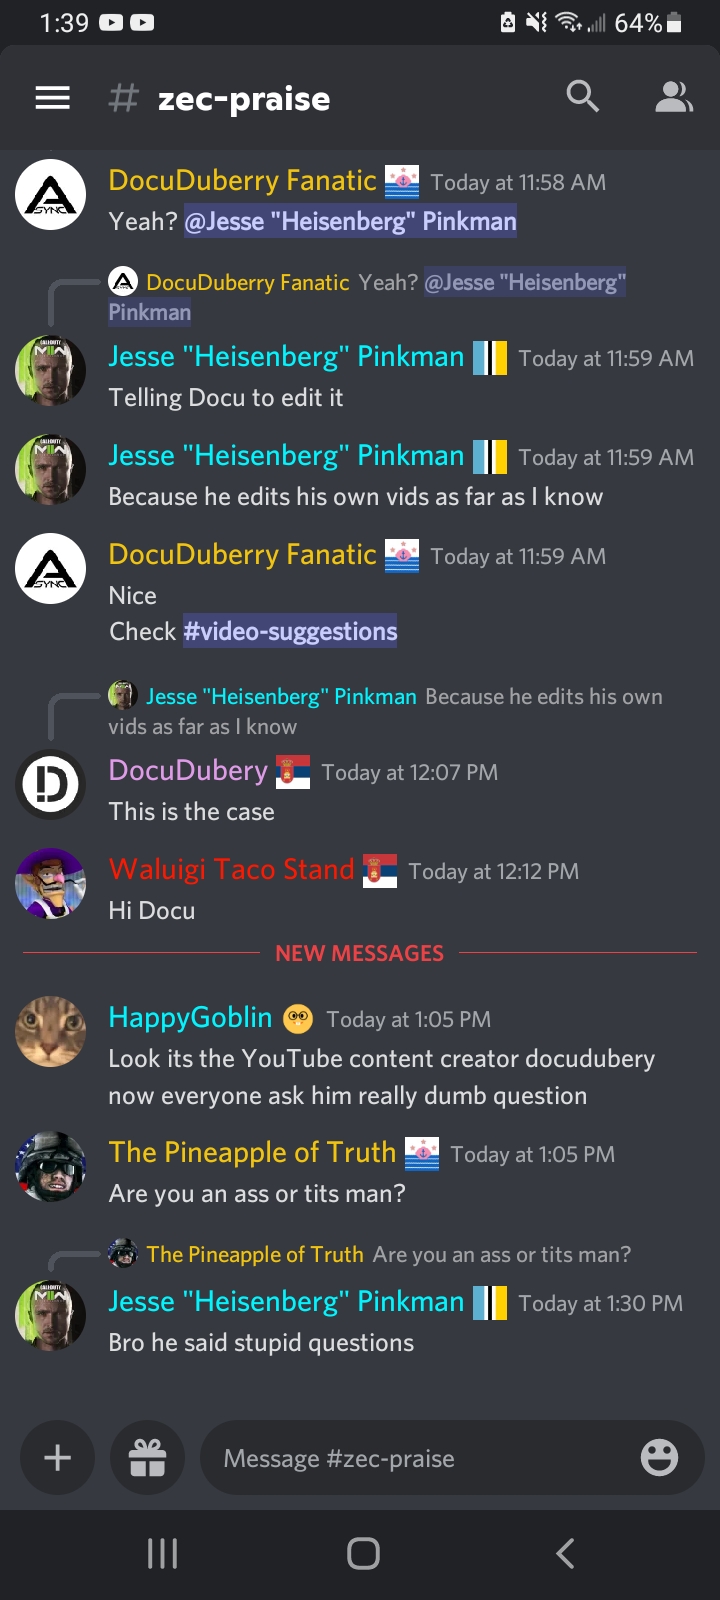 1:39
64%
# zec-praise
DocuDuberry Fanatic Today at 11:58 AM
Yeah? @Jesse "Heisenberg" Pinkman
DocuDuberry Fanatic Yeah? @Jesse "Heisenberg"
Pinkman
Jesse "Heisenberg" Pinkman Today at 11:59 AM
Telling Docu to edit it
Jesse "Heisenberg" Pinkman Today at 11:59 AM
Because he edits his own vids as far as I know
DocuDuberry Fanatic Today at 11:59 AM
Nice
Check #video-suggestions
Jesse "Heisenberg" Pinkman Because he edits his own
vids as far as I know
DocuDubery Today at 12:07 PM
This is the case
Waluigi Taco Stand Today at 12:12 PM
Hi Docu
NEW MESSAGES
HappyGoblin Today at 1:05 PM
Look its the YouTube content creator docudubery
now everyone ask him really dumb question
The Pineapple of Truth Today at 1:05 PM
Are you an ass or tits man?
The Pineapple of Truth Are you an ass or tits man?
Jesse "Heisenberg" Pinkman Today at 1:30 PM
Bro he said stupid questions
Message #zec-praise